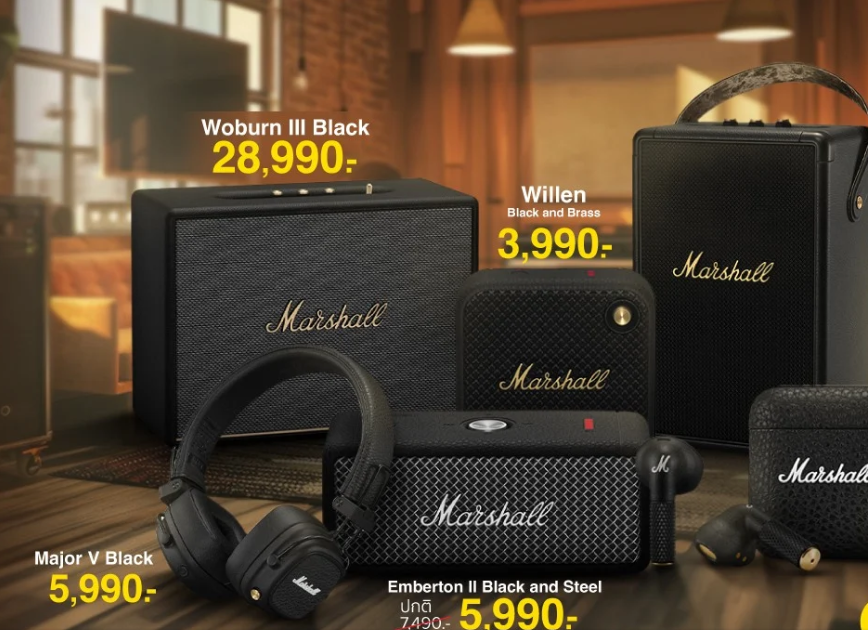 Woburn III Black
28,990.-
Willen
Black and Brass
3,990.-
Marshall
Marshall
Marshall
Marshall
Marshall
M
Marshall
Major V Black
5,990.-
Emberton II Black and Steel
ปกติ
7,490.- 5,990.-